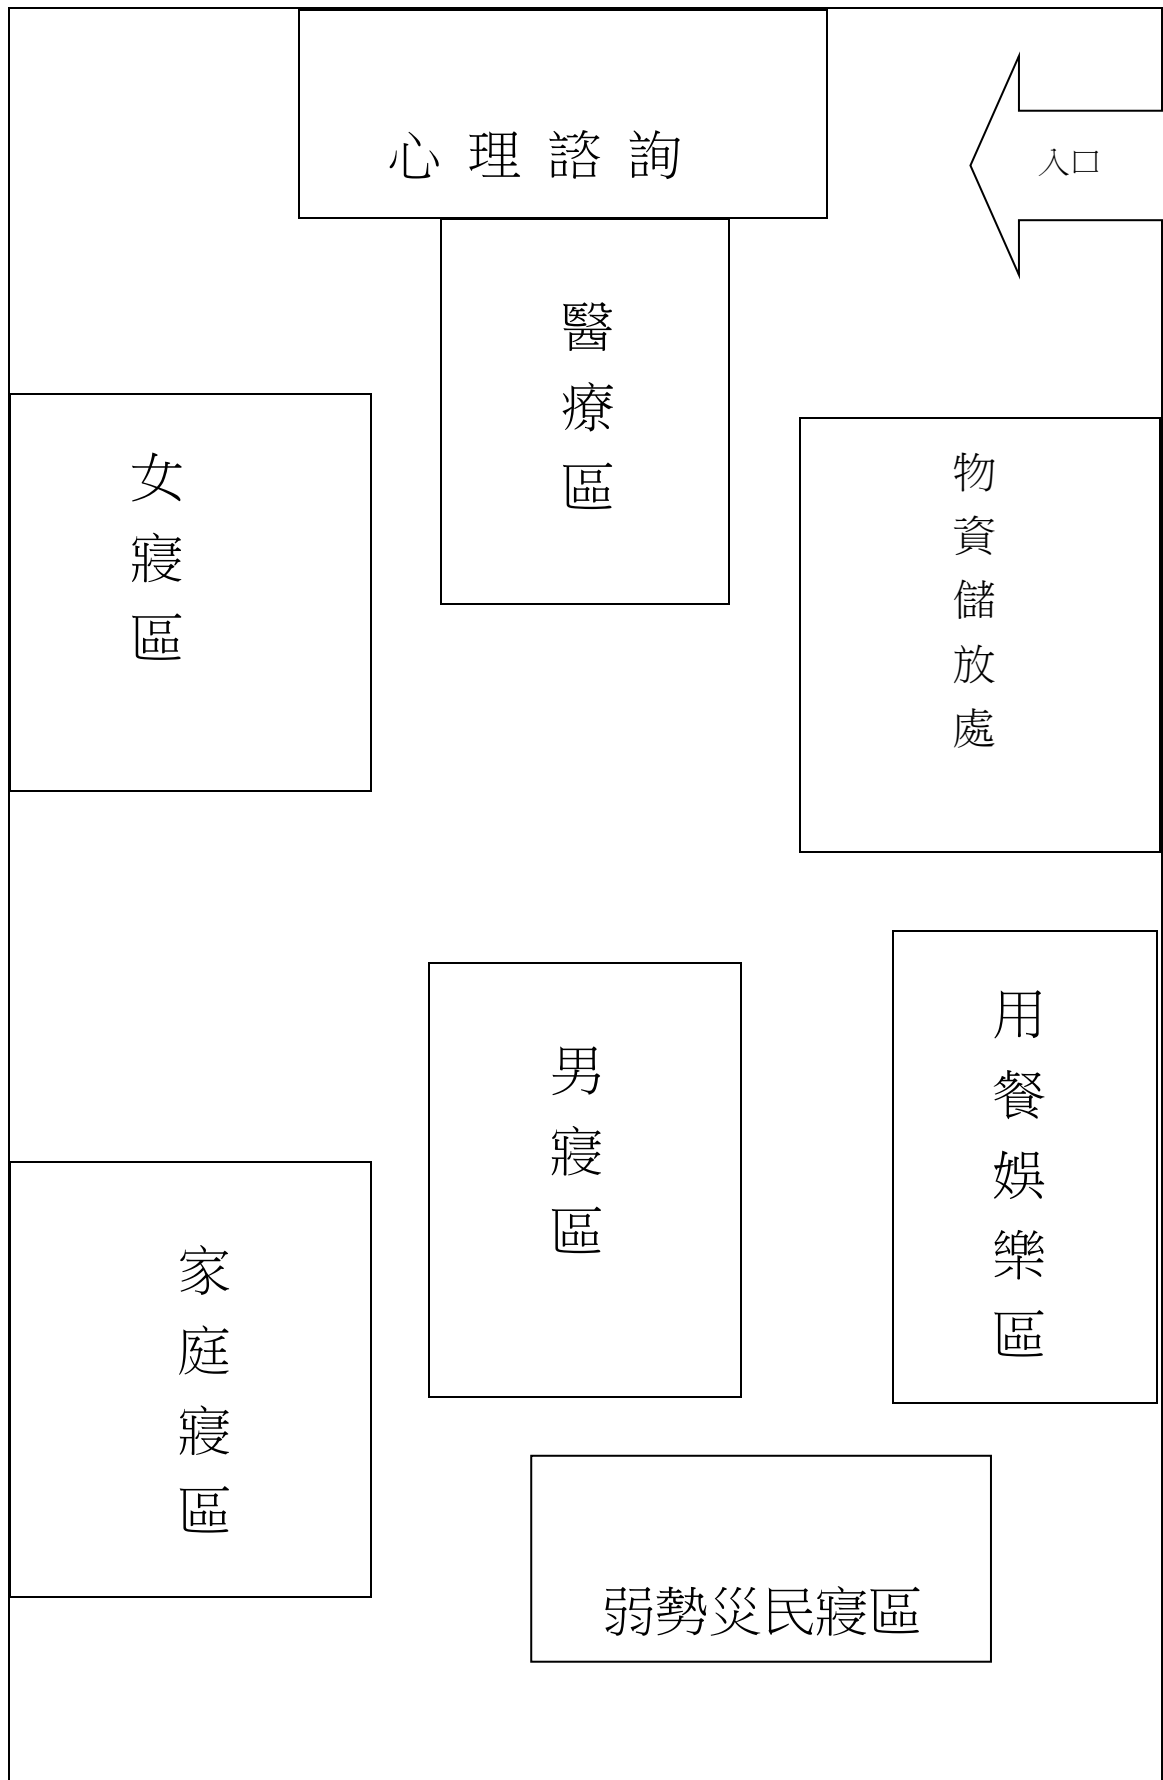 心理諮詢
入口
醫療區
女寢區
物資儲放處
用餐娛樂區
男寢區
家庭寢區
弱勢災民寢區